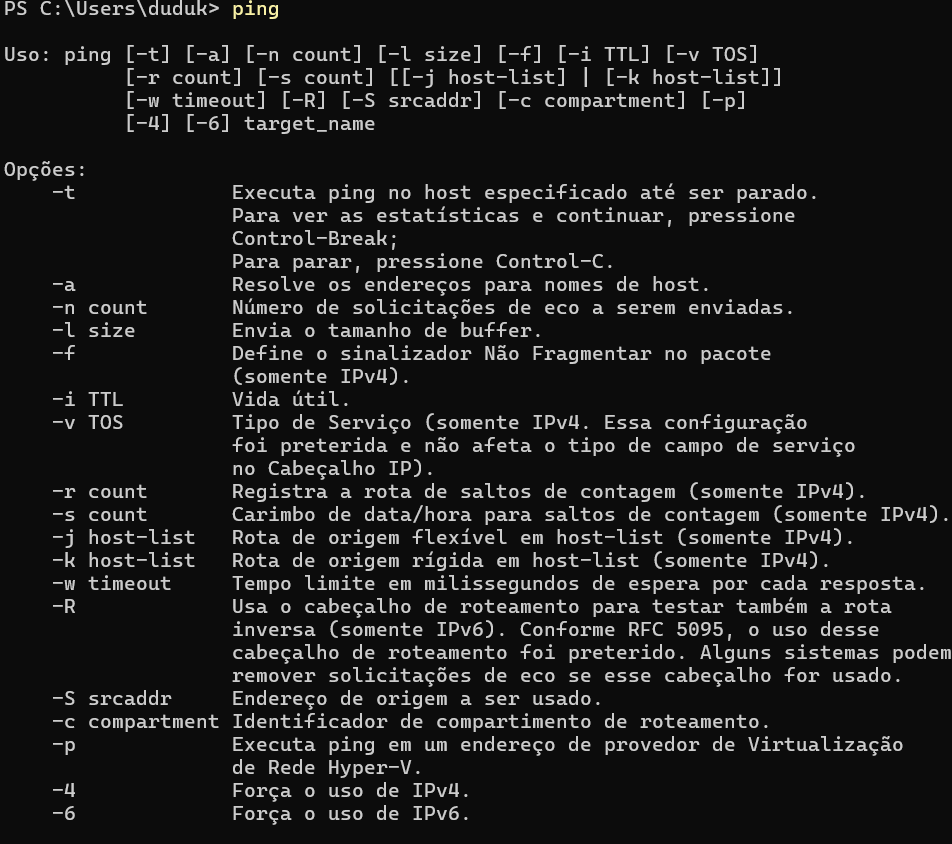 PS C:\Users\duduk> ping
Uso: ping [-t] [-a] [-n count] [-l size] [-f] [-i TTL] [-v TOS]
[-r count] [-s count] [[-j host-list] | [-k host-list]]
[-w timeout] [-R] [-S srcaddr] [-c compartment] [-p]
[-4] [-6] target_name
Opções:
-t Executa ping no host especificado até ser parado.
Para ver as estatísticas e continuar, pressione
Control-Break;
Para parar, pressione Control-C.
-a Resolve os endereços para nomes de host.
-n count Número de solicitações de eco a serem enviadas.
-l size Envia o tamanho de buffer.
-f Define o sinalizador Não Fragmentar no pacote
(somente IPv4).
-i TTL Vida útil.
-v TOS Tipo de Serviço (somente IPv4. Essa configuração
foi preterida e não afeta o tipo de campo de serviço
no Cabeçalho IP).
-r count Registra a rota de saltos de contagem (somente IPv4).
-s count Carimbo de data/hora para saltos de contagem (somente IPv4).
-j host-list Rota de origem flexível em host-list (somente IPv4).
-k host-list Rota de origem rígida em host-list (somente IPv4).
-w timeout Tempo limite em milissegundos de espera por cada resposta.
-R Usa o cabeçalho de roteamento para testar também a rota
inversa (somente IPv6). Conforme RFC 5095, o uso desse
cabeçalho de roteamento foi preterido. Alguns sistemas podem
remover solicitações de eco se esse cabeçalho for usado.
-S srcaddr Endereço de origem a ser usado.
-c compartment Identificador de compartimento de roteamento.
-p Executa ping em um endereço de provedor de Virtualização
de Rede Hyper-V.
-4 Força o uso de IPv4.
-6 Força o uso de IPv6.